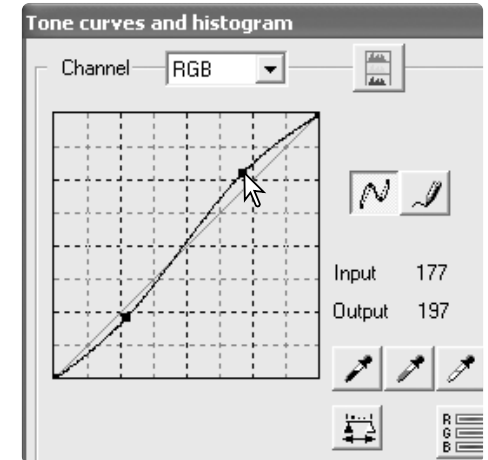 Tone curves and histogram
Channel RGB
Input 177
Output 197
R
G
B